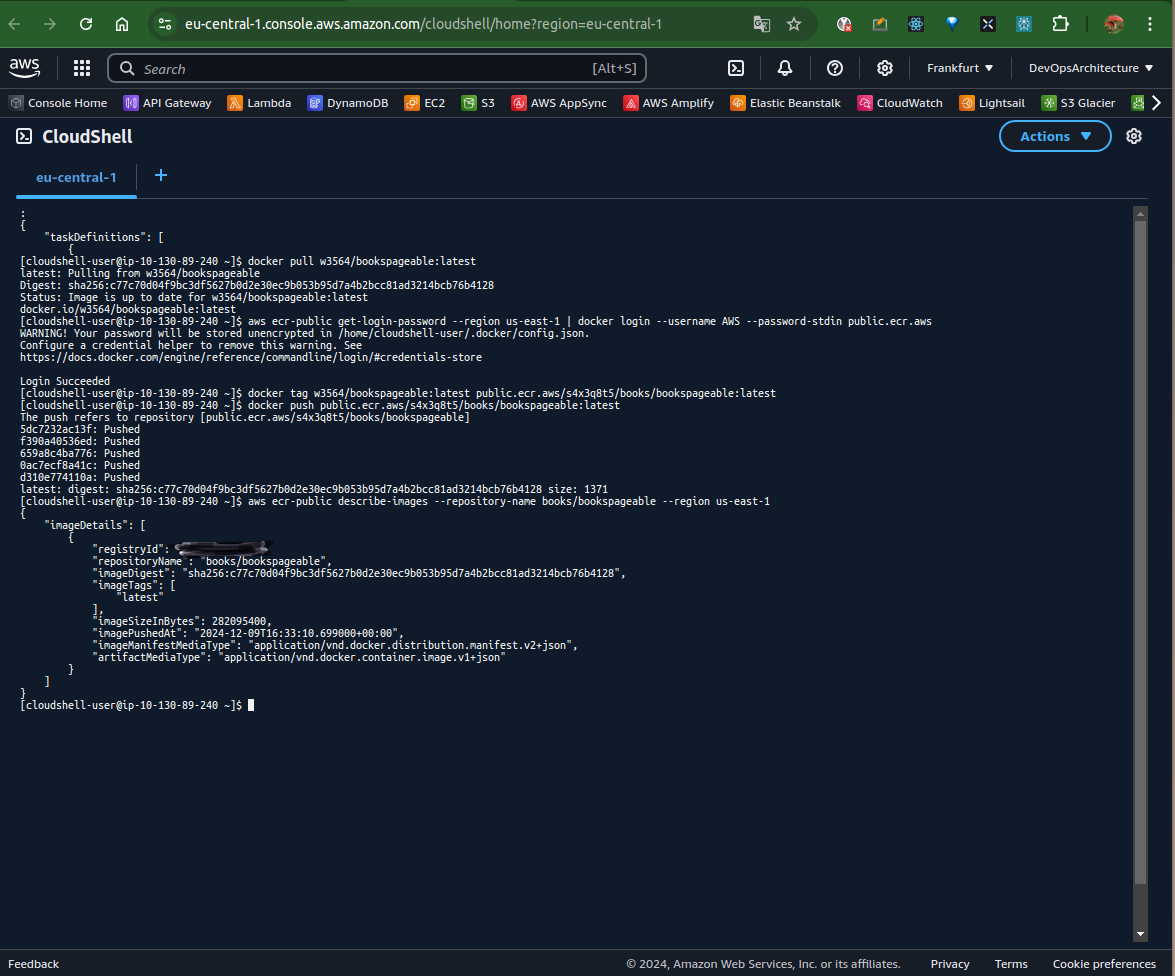 eu-central-1.console.aws.amazon.com/cloudshell/home?region=eu-central-1
aws
Search [Alt+S]
Frankfurt
DevOpsArchitecture
Console Home
API Gateway
Lambda
DynamoDB
EC2
S3
AWS AppSync
AWS Amplify
Elastic Beanstalk
CloudWatch
Lightsail
S3 Glacier
CloudShell
Actions
eu-central-1
+
:
{
    "taskDefinitions": [
        {
[cloudshell-user@ip-10-130-89-240 ~]$ docker pull w3564/bookspageable:latest
latest: Pulling from w3564/bookspageable
Digest: sha256:c77c70d04f9bc3df5627b0d2e30ec9b053b95d7a4b2bcc81ad3214bcb76b4128
Status: Image is up to date for w3564/bookspageable:latest
docker.io/w3564/bookspageable:latest
[cloudshell-user@ip-10-130-89-240 ~]$ aws ecr-public get-login-password --region us-east-1 | docker login --username AWS --password-stdin public.ecr.aws
WARNING! Your password will be stored unencrypted in /home/cloudshell-user/.docker/config.json.
Configure a credential helper to remove this warning. See
https://docs.docker.com/engine/reference/commandline/login/#credentials-store
Login Succeeded
[cloudshell-user@ip-10-130-89-240 ~]$ docker tag w3564/bookspageable:latest public.ecr.aws/s4x3q8t5/books/bookspageable:latest
[cloudshell-user@ip-10-130-89-240 ~]$ docker push public.ecr.aws/s4x3q8t5/books/bookspageable:latest
The push refers to repository [public.ecr.aws/s4x3q8t5/books/bookspageable]
5dc7232ac13f: Pushed
f390a40536ed: Pushed
659a8c4ba776: Pushed
0ac7ecf8a41c: Pushed
d310e774110a: Pushed
latest: digest: sha256:c77c70d04f9bc3df5627b0d2e30ec9b053b95d7a4b2bcc81ad3214bcb76b4128 size: 1371
[cloudshell-user@ip-10-130-89-240 ~]$ aws ecr-public describe-images --repository-name books/bookspageable --region us-east-1
{
    "imageDetails": [
        {
            "registryId":
            "repositoryName": "books/bookspageable",
            "imageDigest": "sha256:c77c70d04f9bc3df5627b0d2e30ec9b053b95d7a4b2bcc81ad3214bcb76b4128",
            "imageTags": [
                "latest"
            ],
            "imageSizeInBytes": 282095400,
            "imagePushedAt": "2024-12-09T16:33:10.699000+00:00",
            "imageManifestMediaType": "application/vnd.docker.distribution.manifest.v2+json",
            "artifactMediaType": "application/vnd.docker.container.image.v1+json"
        }
    ]
}
[cloudshell-user@ip-10-130-89-240 ~]$
Feedback
© 2024, Amazon Web Services, Inc. or its affiliates.
Privacy
Terms
Cookie preferences